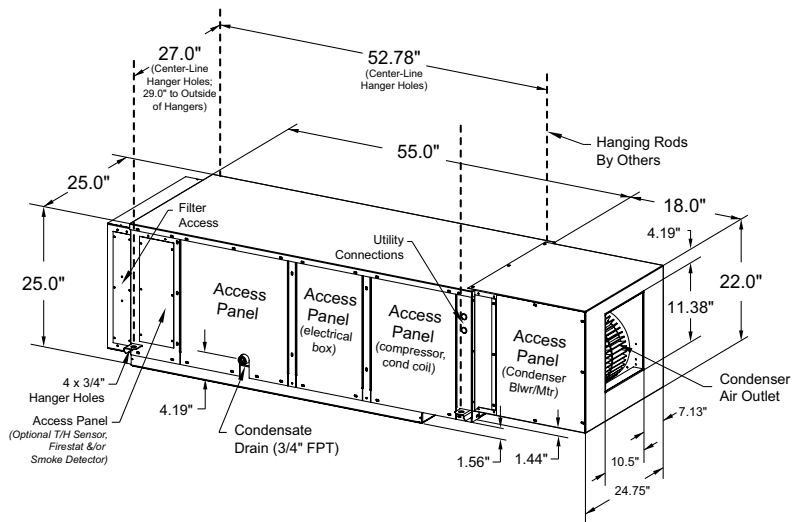 27.0"
(Center-Line
Hanger Holes;
29.0" to Outside
of Hangers)
52.78"
(Center-Line
Hanger Holes)
Hanging Rods
By Others
55.0"
25.0"
18.0"
4.19"
Filter
Access
Utility
Connections
25.0"
22.0"
11.38"
Access
Panel
Access
Panel
(electrical
box)
Access
Panel
(compressor,
cond coil)
Access
Panel
(Condenser
Blwr/Mtr)
4 x 3/4"
Hanger Holes
Condenser
Air Outlet
4.19"
Access Panel
(Optional T/H Sensor,
Firestat &/or
Smoke Detector)
Condensate
Drain (3/4" FPT)
7.13"
1.56"
1.44"
10.5"
24.75"